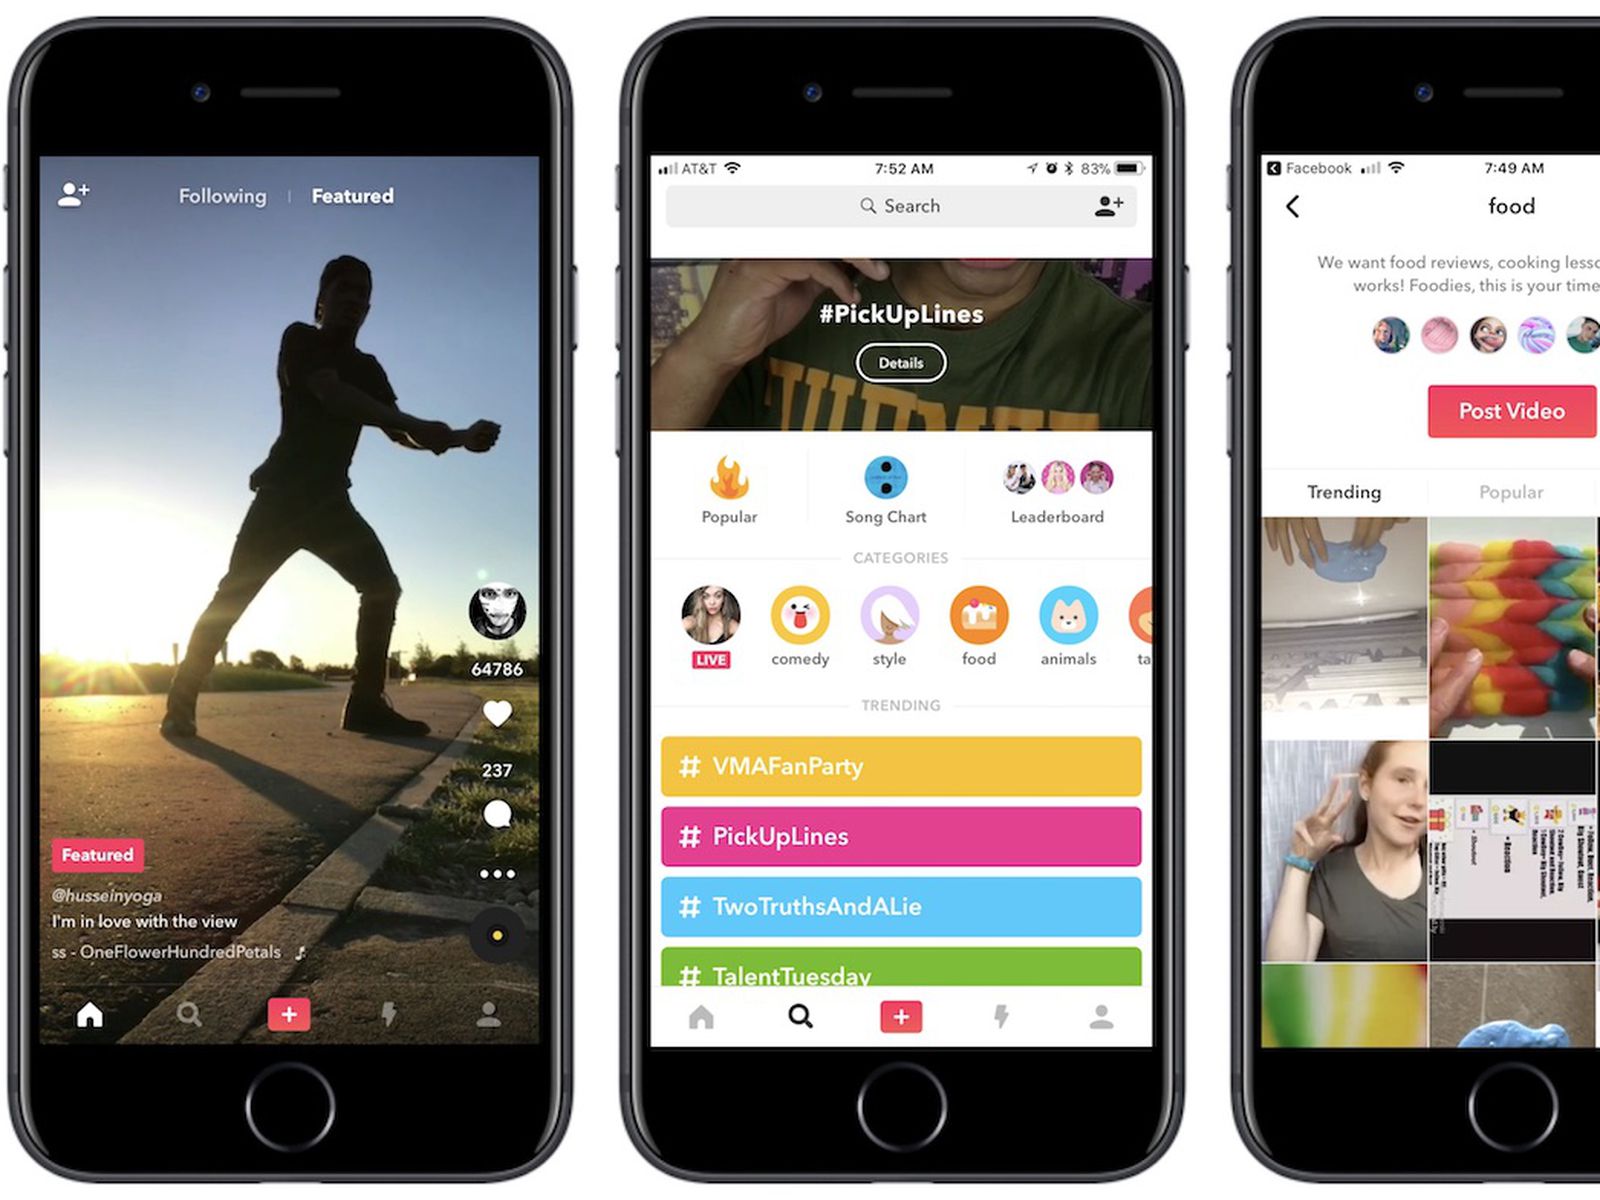 Following | Featured
64786
237
Featured
@husseinyoga
I'm in love with the view
ss - OneFlowerHundredPetals
AT&T 7:52 AM 83%
Search
#PickUpLines
Details
Popular Song Chart Leaderboard
CATEGORIES
LIVE comedy style food animals ta
TRENDING
# VMAFanParty
# PickUpLines
# TwoTruthsAndALie
# TalentTuesday
Facebook 7:49 AM
food
We want food reviews, cooking less
works! Foodies, this is your time
Post Video
Trending Popular
• Shoutout
• Reaction